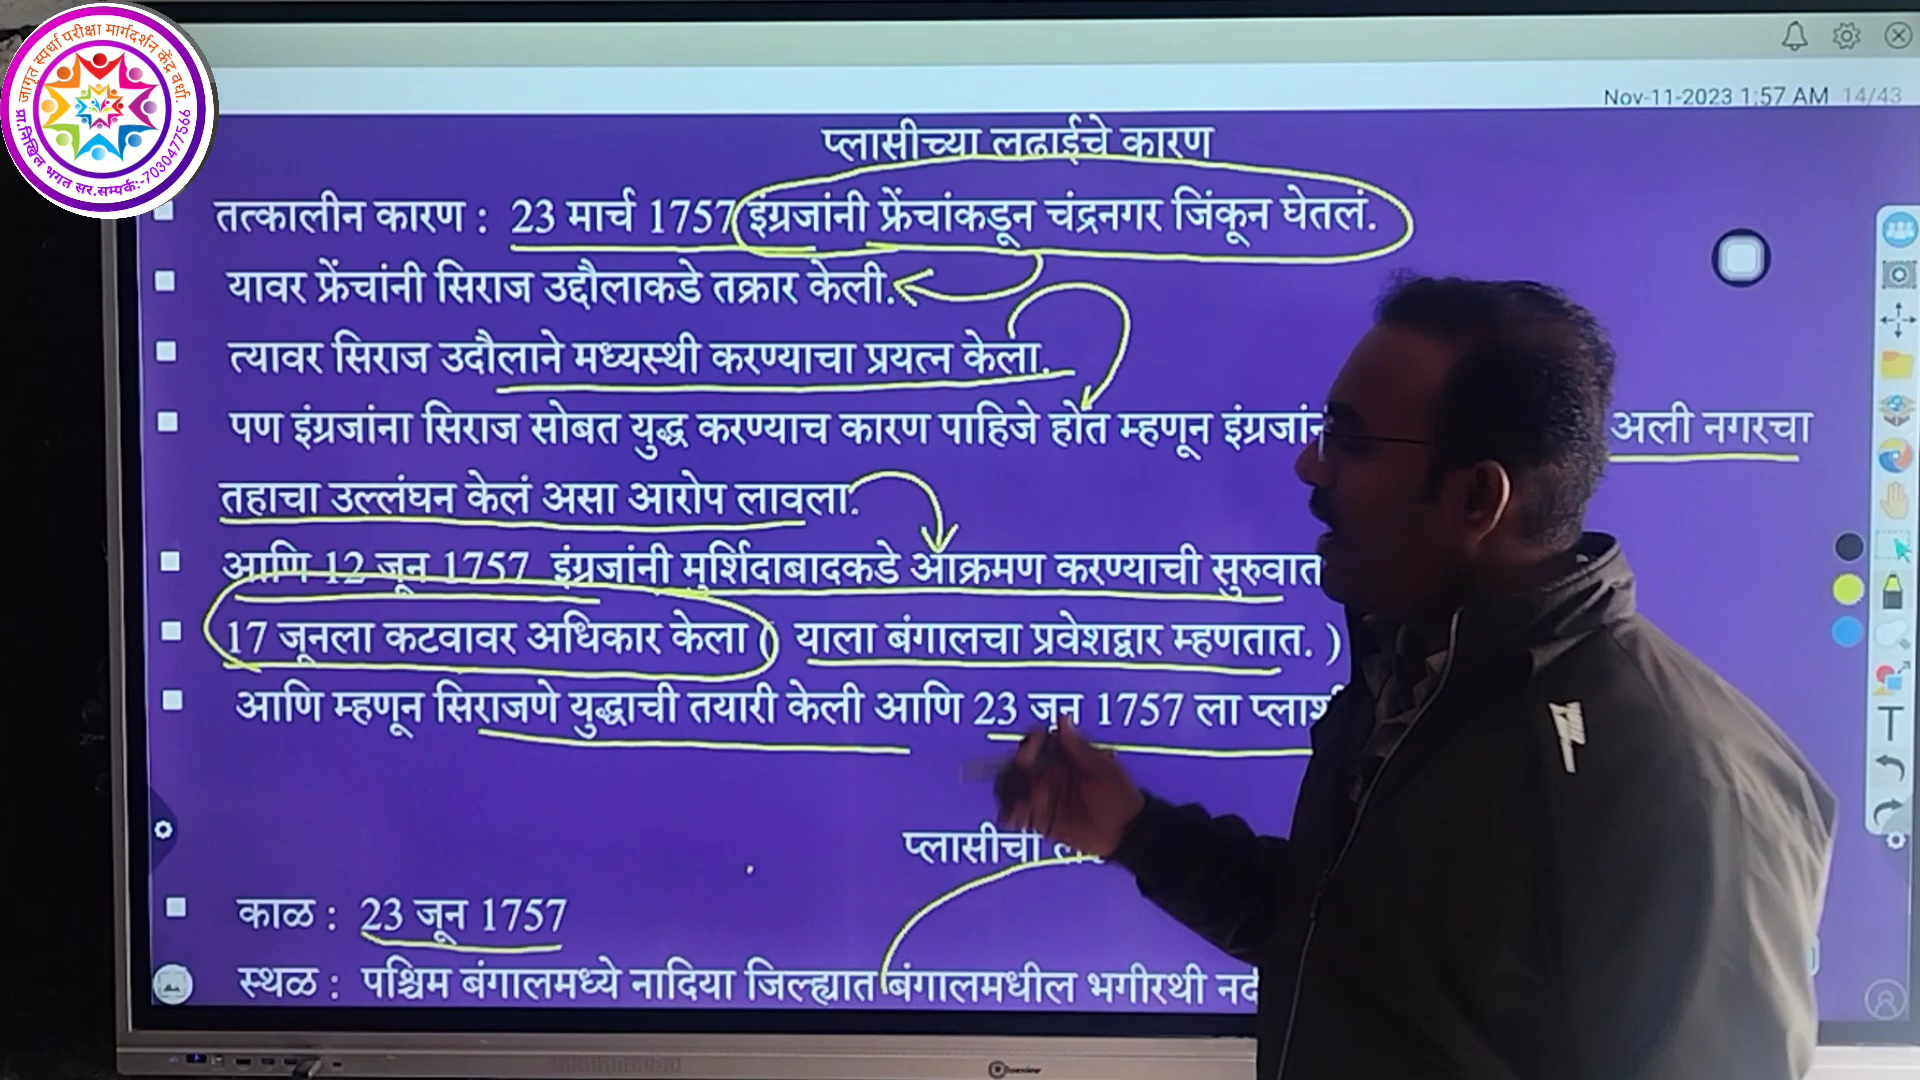 जागृत स्पर्धा परीक्षा मार्गदर्शन केंद्र वर्धा.
प्रा.निखिल भगत सर.सम्पर्क:-7030477566
Nov-11-2023 1:57 AM 14/43
प्लासीच्या लढाईचे कारण
तत्कालीन कारण : 23 मार्च 1757 इंग्रजांनी फ्रेंचांकडून चंद्रनगर जिंकून घेतलं.
यावर फ्रेंचांनी सिराज उद्दौलाकडे तक्रार केली.
त्यावर सिराज उदौलाने मध्यस्थी करण्याचा प्रयत्न केला.
पण इंग्रजांना सिराज सोबत युद्ध करण्याच कारण पाहिजे होत म्हणून अली नगरचा
तहाचा उल्लंघन केलं असा आरोप लावला.
आणि 12 जून 1757 इंग्रजांनी मुर्शिदाबादकडे आक्रमण करण्याची सुरुवात
17 जूनला कटवावर अधिकार केला ( याला बंगालचा प्रवेशद्वार म्हणतात. )
आणि म्हणून सिराजणे युद्धाची तयारी केली आणि 23 जून 1757 ला
प्लासीची
काळ : 23 जून 1757
स्थळ : पश्चिम बंगालमध्ये नादिया जिल्ह्यात बंगालमधील भगीरथी